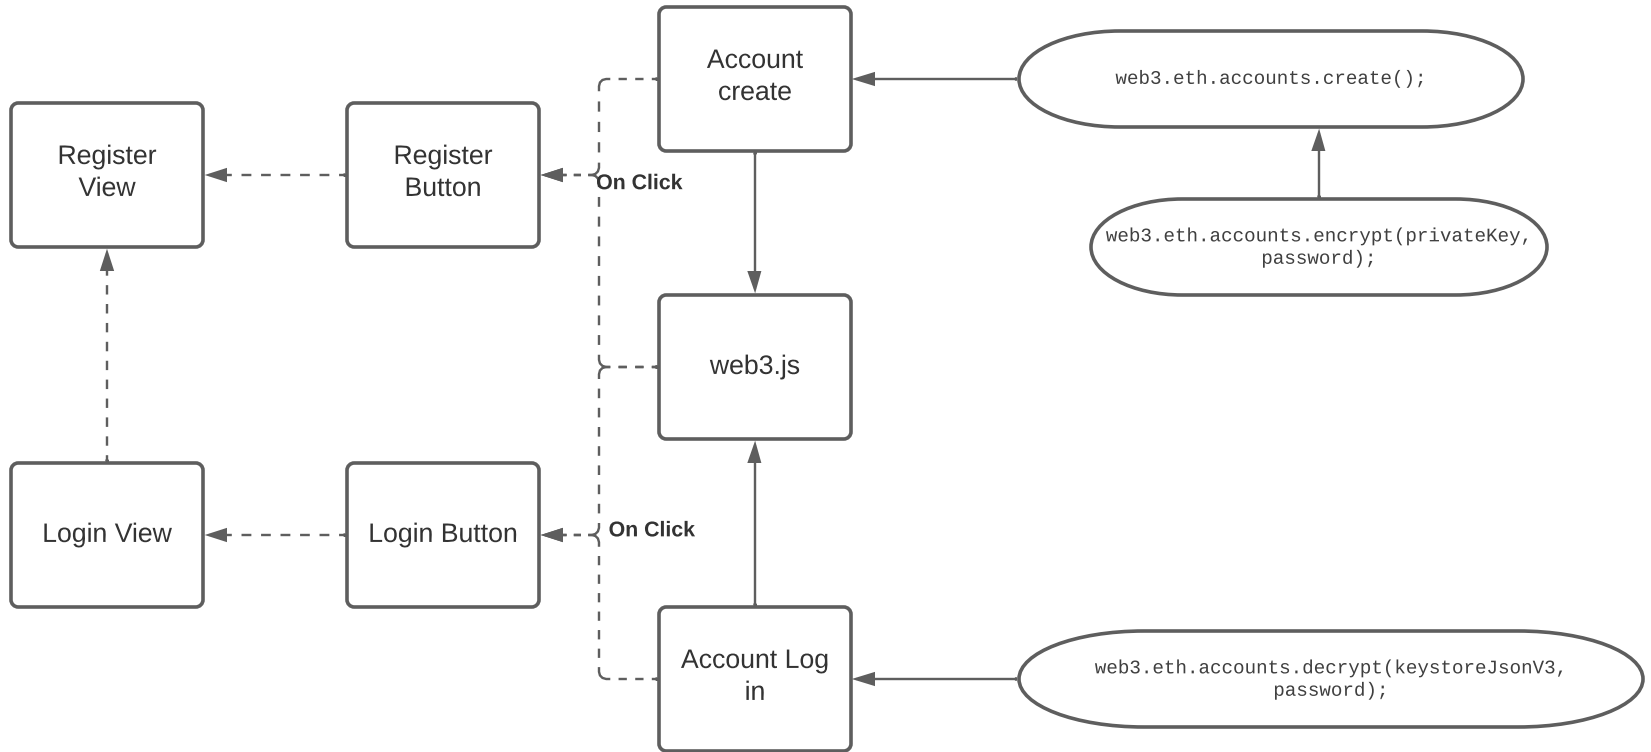 Account
create
web3.eth.accounts.create();
Register
View
Register
Button
On Click
web3.eth.accounts.encrypt(privateKey,
password);
web3.js
Login View
Login Button
On Click
Account Log
in
web3.eth.accounts.decrypt(keystoreJsonV3,
password);